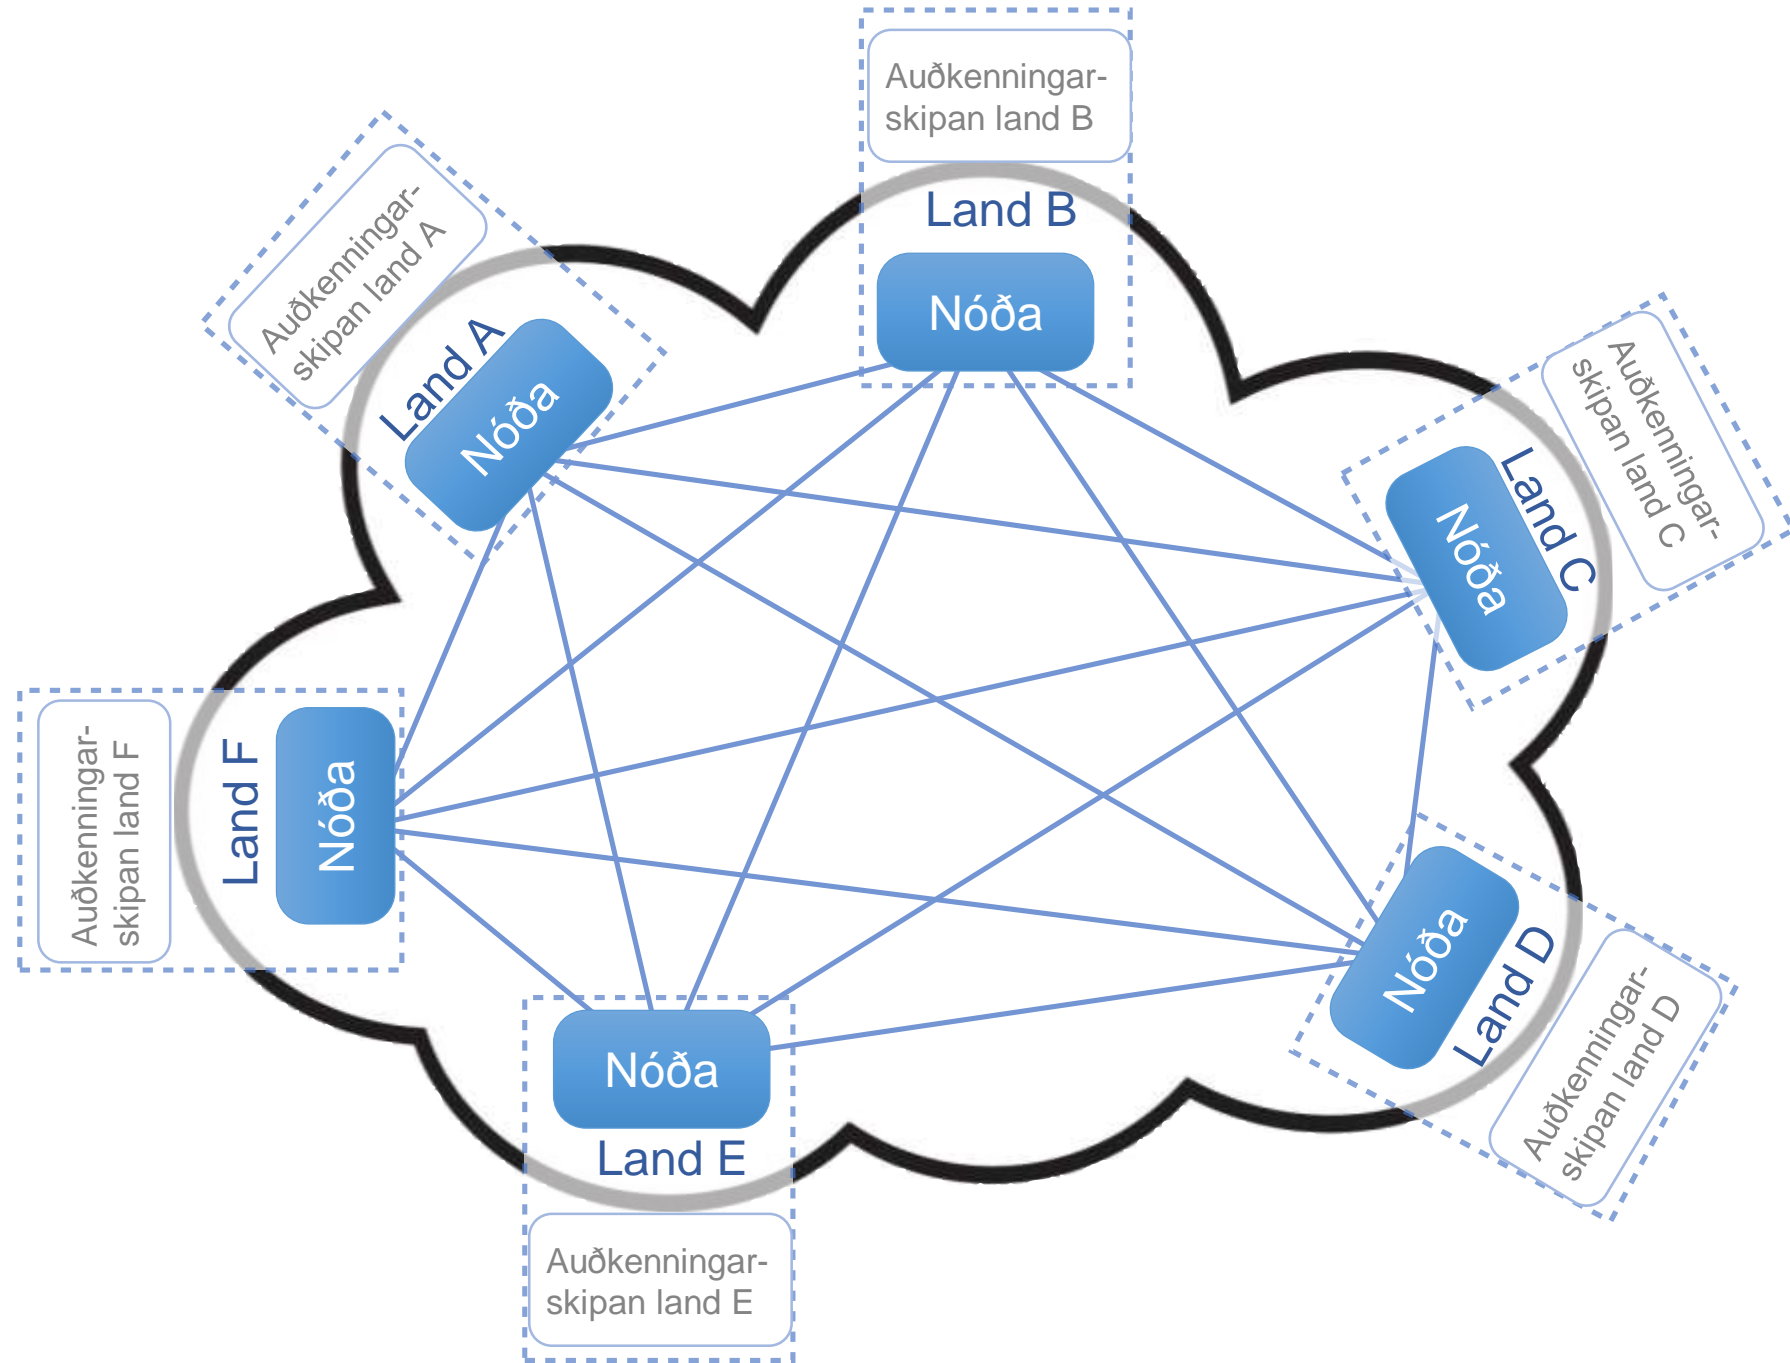 Auðkenningar-
skipan land B
Land B
Nóða
Auðkenningar-
skipan land A
Land A
Nóða
Auðkenningar-
skipan land C
Land C
Nóða
Auðkenningar-
skipan land F
Land F
Nóða
Nóða
Land D
Auðkenningar-
skipan land D
Nóða
Land E
Auðkenningar-
skipan land E